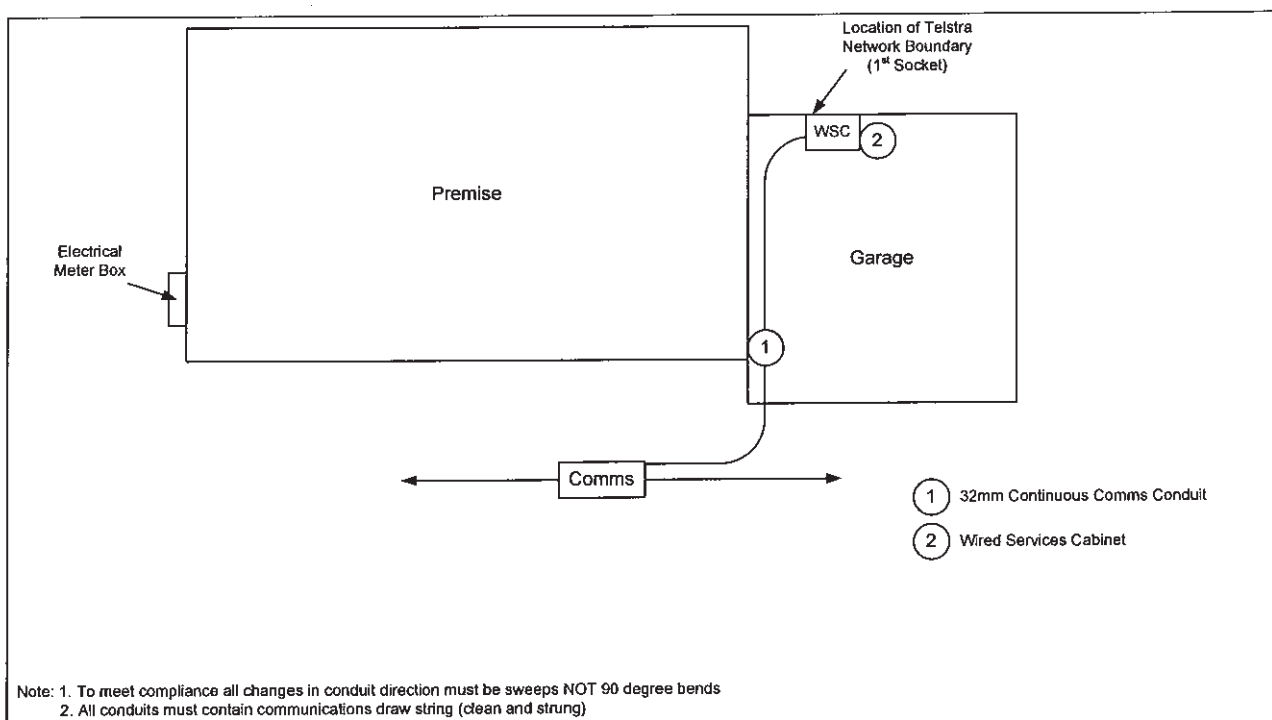 Location of Telstra
Network Boundary
(1st Socket)
WSC
2
Premise
Electrical
Meter Box
Garage
1
Comms
1 32mm Continuous Comms Conduit
2 Wired Services Cabinet
Note: 1. To meet compliance all changes in conduit direction must be sweeps NOT 90 degree bends
2. All conduits must contain communications draw string (clean and strung)